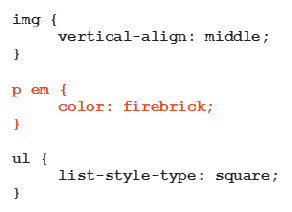 img {
vertical-align: middle;
}
p em {
color: firebrick;
}
ul {
list-style-type: square;
}